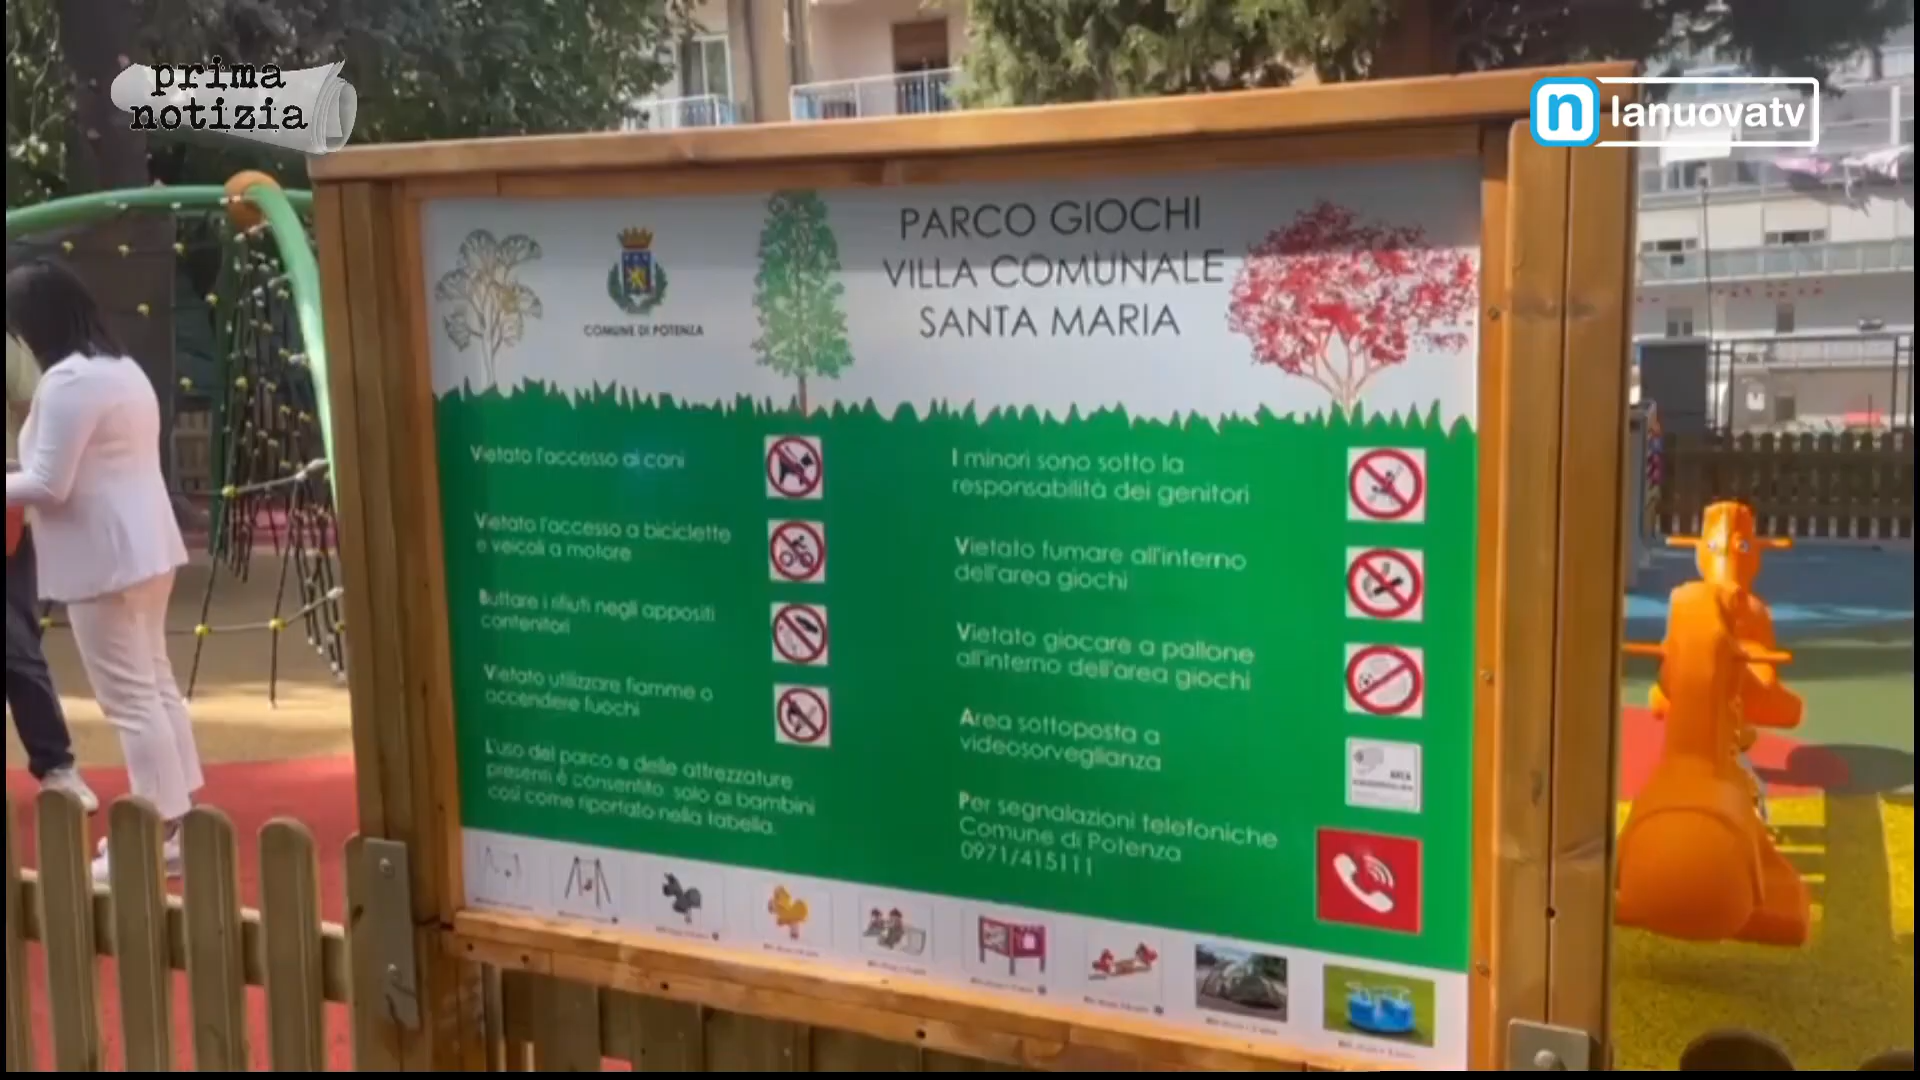 prima
notizia
lanuovatv
PARCO GIOCHI
VILLA COMUNALE
SANTA MARIA
COMUNE DI POTENZA
Vietato l'accesso ai cani
Vietato l'accesso a biciclette
e veicoli a motore
Buttare i rifiuti negli appositi
contenitori
Vietato utilizzare fiamme o
accendere fuochi
L'uso del parco e delle attrezzature
presenti è consentito solo ai bambini
così come riportato nella tabella.
I minori sono sotto la
responsabilità dei genitori
Vietato fumare all'interno
dell'area giochi
Vietato giocare a pallone
all'interno dell'area giochi
Area sottoposta a
videosorveglianza
AREA
Per segnalazioni telefoniche
Comune di Potenza
0971/415111